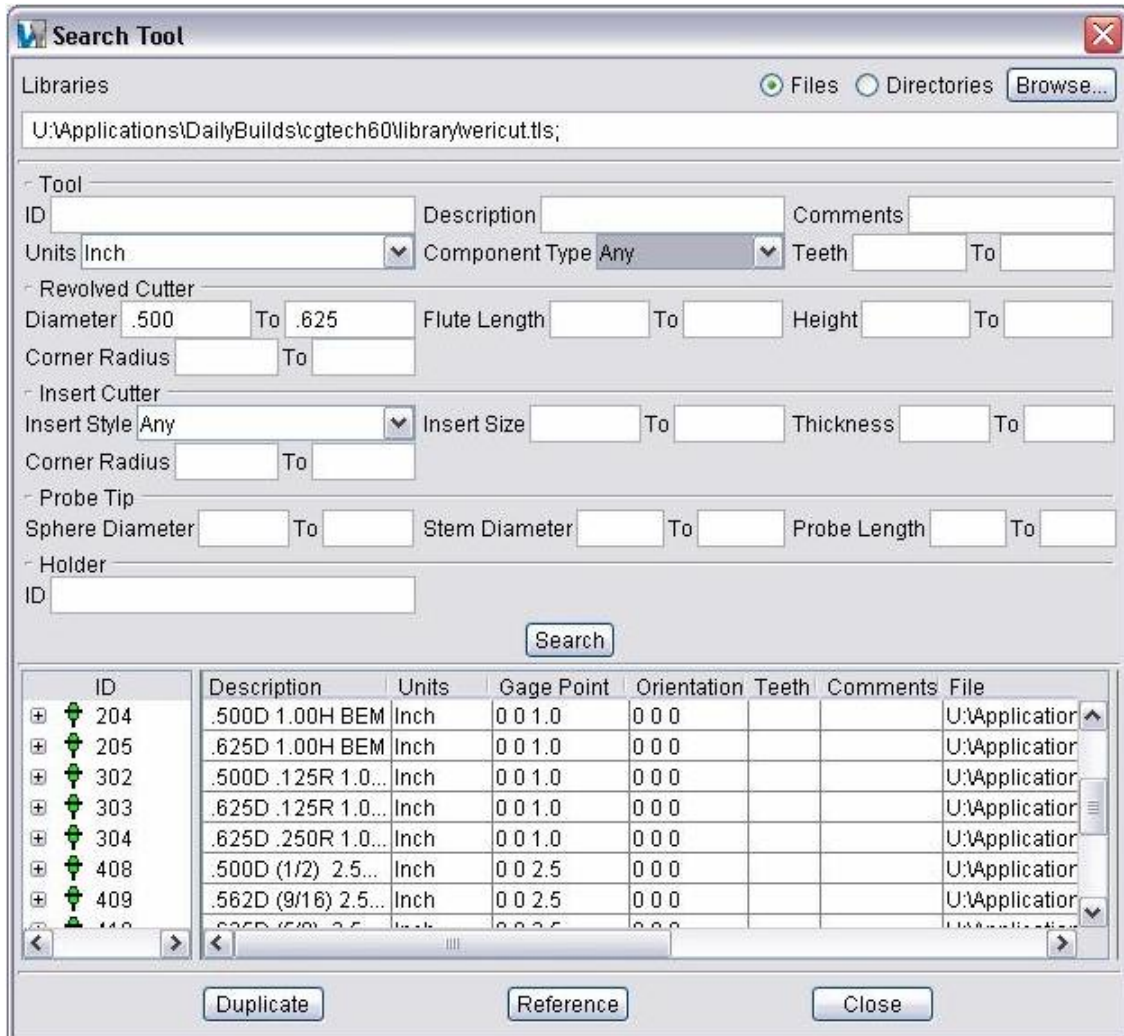 Search Tool
Libraries Files Directories Browse...
U:\Applications\DailyBuilds\cgtech60\library\vericut.tls;
Tool
ID Description Comments
Units Inch Component Type Any Teeth To
Revolved Cutter
Diameter .500 To .625 Flute Length To Height To
Corner Radius To
Insert Cutter
Insert Style Any Insert Size To Thickness To
Corner Radius To
Probe Tip
Sphere Diameter To Stem Diameter To Probe Length To
Holder
ID
Search
ID Description Units Gage Point Orientation Teeth Comments File
204 .500D 1.00H BEM Inch 0 0 1.0 0 0 0 U:\Application
205 .625D 1.00H BEM Inch 0 0 1.0 0 0 0 U:\Application
302 .500D .125R 1.0... Inch 0 0 1.0 0 0 0 U:\Application
303 .625D .125R 1.0... Inch 0 0 1.0 0 0 0 U:\Application
304 .625D .250R 1.0... Inch 0 0 1.0 0 0 0 U:\Application
408 .500D (1/2) 2.5... Inch 0 0 2.5 0 0 0 U:\Application
409 .562D (9/16) 2.5... Inch 0 0 2.5 0 0 0 U:\Application
Duplicate Reference Close